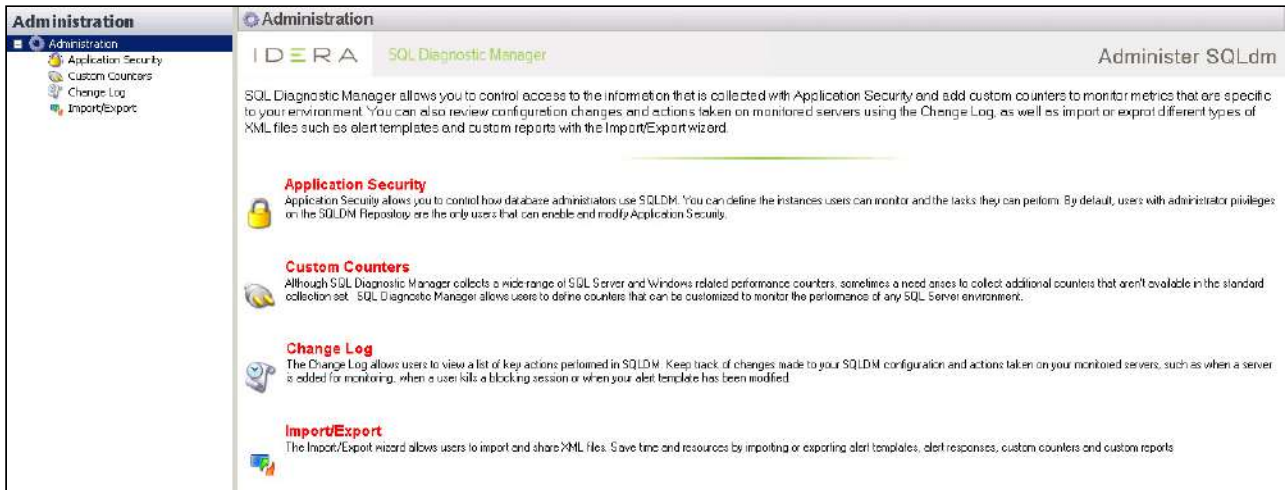 Administration
Administration
Application Security
Custom Counters
Change Log
Import/Export
Administration
IDERA SQL Diagnostic Manager Administer SQLdm
SQL Diagnostic Manager allows you to control access to the information that is collected with Application Security and add custom counters to monitor metrics that are specific
to your environment. You can also review configuration changes and actions taken on monitored servers using the Change Log, as well as import or exprot different types of
XML files such as alert templates and custom reports with the Import/Export wizard.
Application Security
Application Security allows you to control how database administrators use SQLDM. You can define the instances users can monitor and the tasks they can perform. By default, users with administrator privileges
on the SQLDM Repository are the only users that can enable and modify Application Security.
Custom Counters
Although SQL Diagnostic Manager collects a wide-range of SQL Server and Windows related performance counters, sometimes a need arises to collect additional counters that aren't available in the standard
collection set. SQL Diagnostic Manager allows users to define counters that can be customized to monitor the performance of any SQL Server environment.
Change Log
The Change Log allows users to view a list of key actions performed in SQLDM. Keep track of changes made to your SQLDM configuration and actions taken on your monitored servers, such as when a server
is added for monitoring, when a user kills a blocking session or when your alert template has been modified.
Import/Export
The Import/Export wizard allows users to import and share XML files. Save time and resources by importing or exporting alert templates, alert responses, custom counters and custom reports